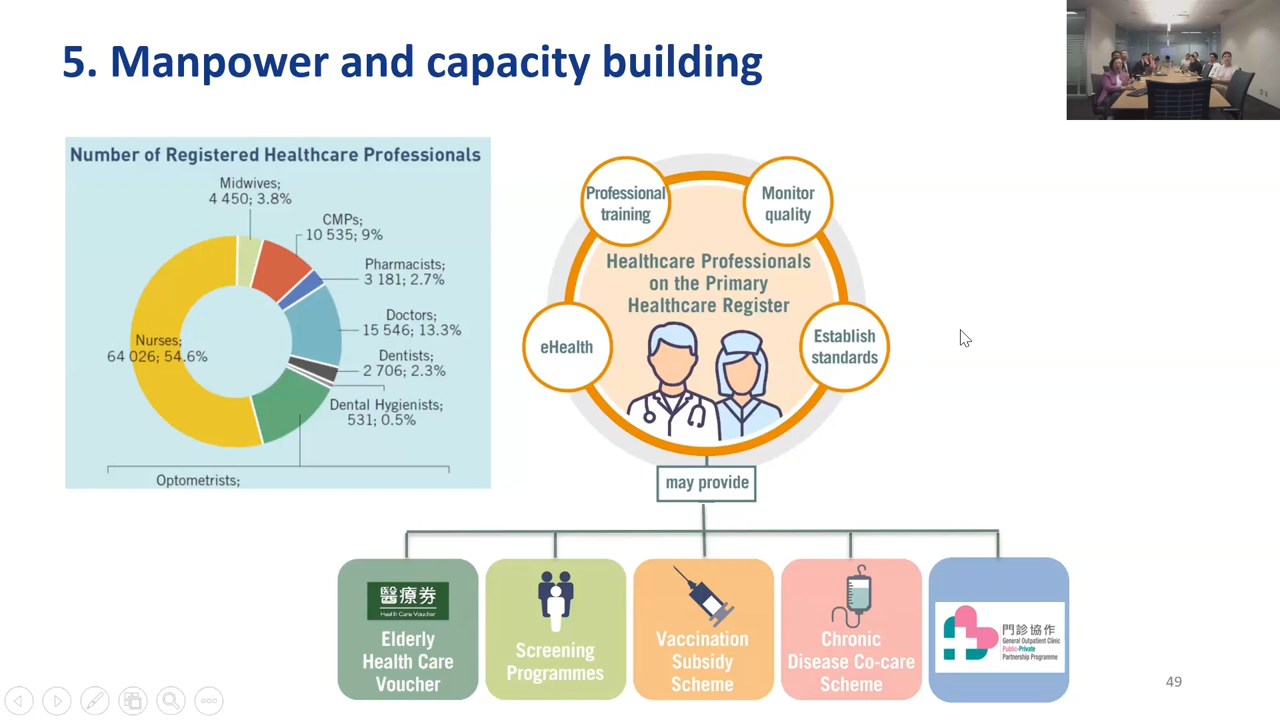 5. Manpower and capacity building
Number of Registered Healthcare Professionals
Midwives;
4 450; 3.8%
CMPs;
10 535; 9%
Pharmacists;
3 181; 2.7%
Doctors;
15 546; 13.3%
Nurses;
64 026; 54.6%
Dentists;
2 706; 2.3%
Dental Hygienists;
531; 0.5%
Optometrists;
Professional
training
Monitor
quality
Healthcare Professionals
on the Primary
Healthcare Register
eHealth
Establish
standards
may provide
醫療券
Health Care Voucher
Elderly
Health Care
Voucher
Screening
Programmes
Vaccination
Subsidy
Scheme
Chronic
Disease Co-care
Scheme
門診協作
General Outpatient Clinic
Public-Private
Partnership Programme
49